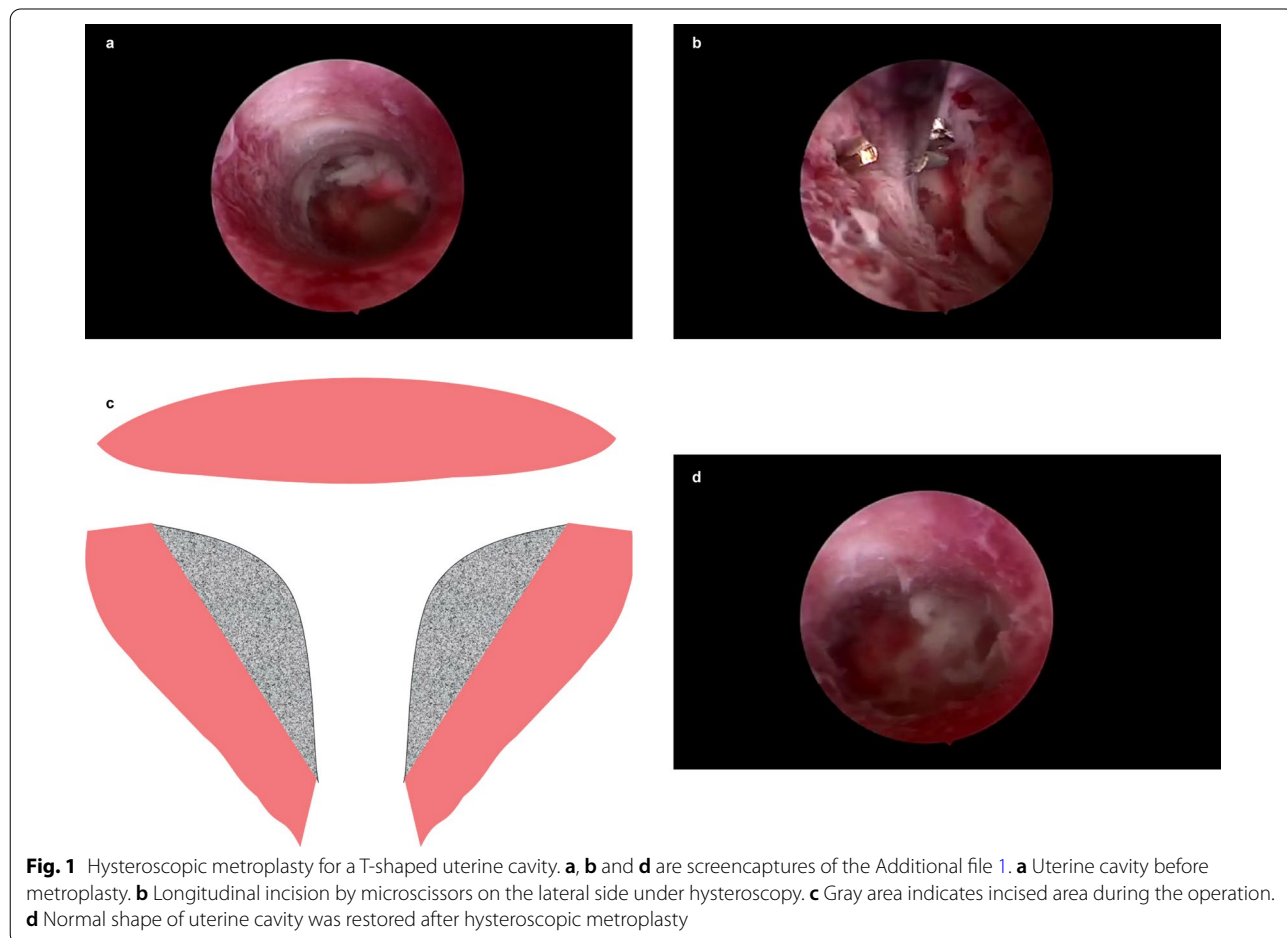 a
b
c
d
Fig. 1 Hysteroscopic metroplasty for a T-shaped uterine cavity. a, b and d are screencaptures of the Additional file 1. a Uterine cavity before
metroplasty. b Longitudinal incision by microscissors on the lateral side under hysteroscopy. c Gray area indicates incised area during the operation.
d Normal shape of uterine cavity was restored after hysteroscopic metroplasty